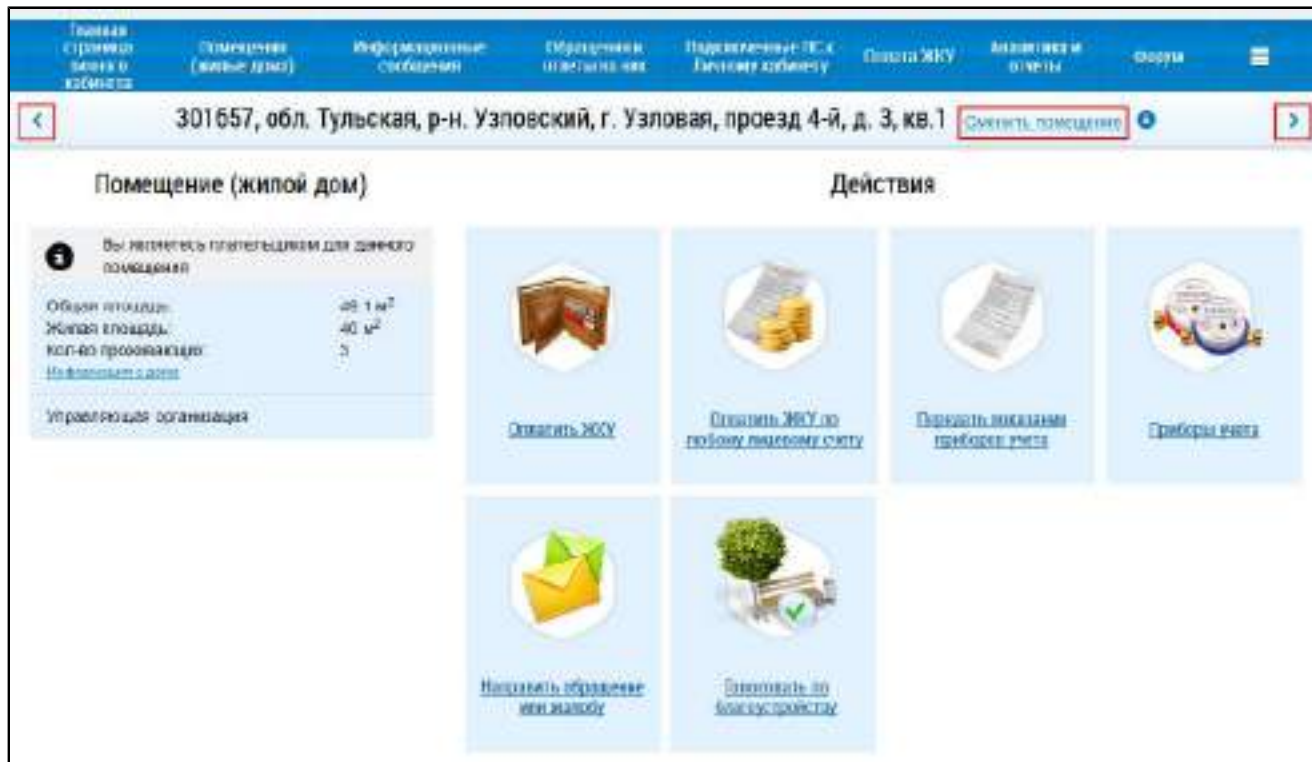 Главная
страница
личного
кабинета
Помещения
(жилые дома)
Информационные
сообщения
Обращения и
ответы на них
Подключенные ЛС к
Личному кабинету
Оплата ЖКУ
Аналитика и
отчеты
Форум
301657, обл. Тульская, р-н. Узловский, г. Узловая, проезд 4-й, д. 3, кв.1 Сменить помещение
Помещение (жилой дом)
Действия
Вы являетесь плательщиком для данного
помещения
Общая площадь: 49.1 м²
Жилая площадь: 40 м²
Кол-во проживающих: 3
Информация о доме
Управляющая организация
Оплатить ЖКУ
Оплатить ЖКУ по
любому лицевому счету
Передать показания
приборов учета
Приборы учета
Направить обращение
или жалобу
Голосовать по
благоустройству